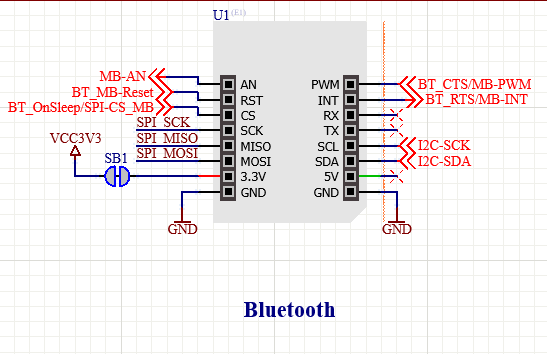 U1 (E1)
MB-AN
BT_MB-Reset
BT_OnSleep/SPI-CS_MB
SPI_SCK
SPI_MISO
SPI_MOSI
VCC3V3
SB1
GND
AN
RST
CS
SCK
MISO
MOSI
3.3V
GND
PWM
INT
RX
TX
SCL
SDA
5V
GND
BT_CTS/MB-PWM
BT_RTS/MB-INT
I2C-SCK
I2C-SDA
GND
Bluetooth